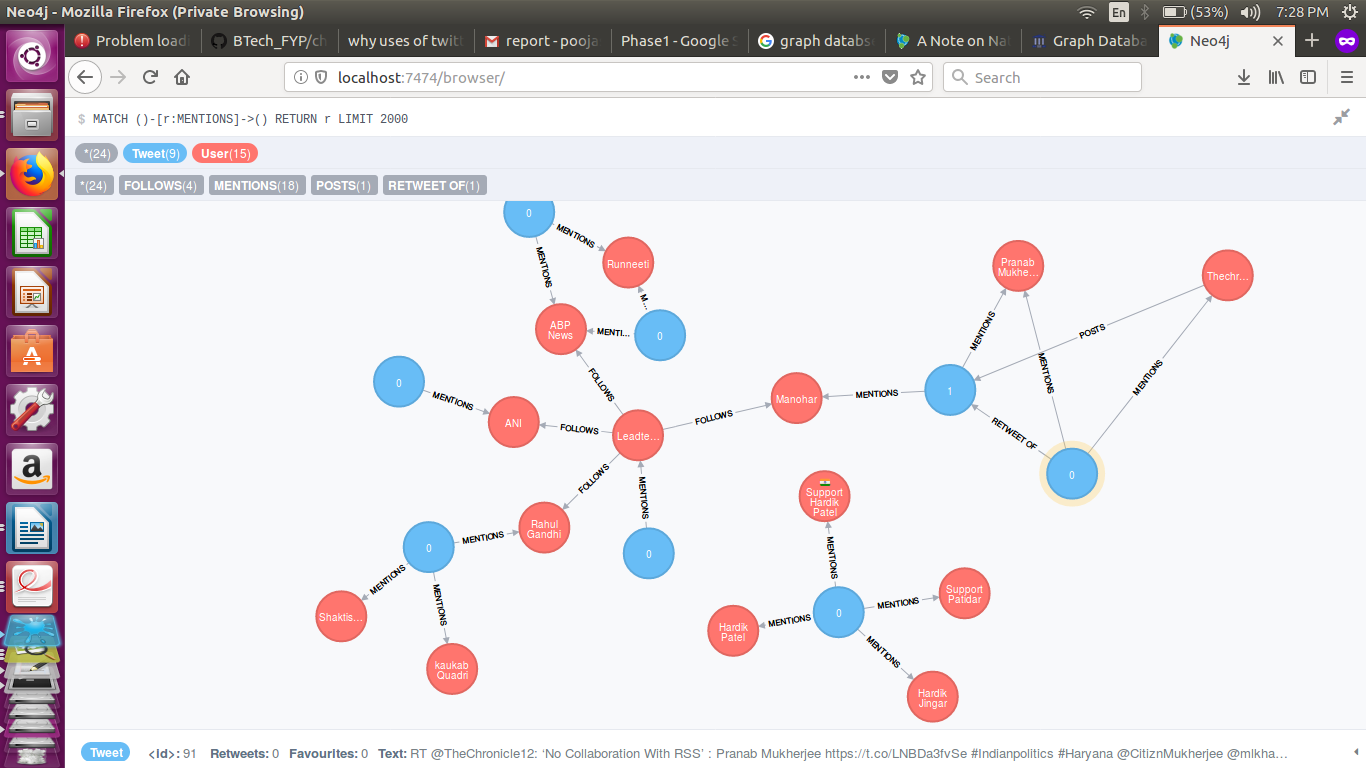 Neo4j - Mozilla Firefox (Private Browsing)
En
(53%)
7:28 PM
Problem load
BTech_FYP/ch
why uses of twitt
report - pooja
Phase1 - Google S
graph databse
A Note on Nat
Graph Databa
Neo4j
localhost:7474/browser/
Search
$ MATCH ()-[r:MENTIONS]->() RETURN r LIMIT 2000
*(24) Tweet(9) User(15)
*(24) FOLLOWS(4) MENTIONS(18) POSTS(1) RETWEET OF(1)
0
MENTIONS
MENTIONS
Runneeti
M...
ABP
News
MENTI...
0
Pranab
Mukhe...
Thechr...
MENTIONS
POSTS
MENTIONS
MENTIONS
0
MENTIONS
ANI
FOLLOWS
FOLLOWS
Leadte...
FOLLOWS
Manohar
MENTIONS
1
RETWEET OF
0
FOLLOWS
MENTIONS
Support
Hardik
Patel
Rahul
Gandhi
MENTIONS
0
0
MENTIONS
MENTIONS
MENTIONS
Shaktis...
kaukab
Quadri
Hardik
Patel
MENTIONS
0
MENTIONS
Support
Patidar
MENTIONS
Hardik
Jingar
Tweet <id>: 91 Retweets: 0 Favourites: 0 Text: RT @TheChronicle12: ‘No Collaboration With RSS’ : Pranab Mukherjee https://t.co/LNBDa3fvSe #Indianpolitics #Haryana @CitiznMukherjee @mlkha…